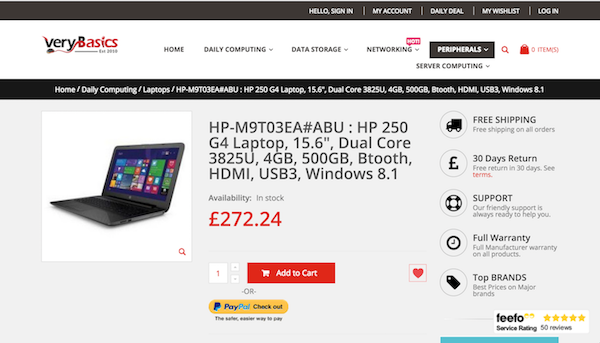 HELLO, SIGN IN
MY ACCOUNT
DAILY DEAL
MY WISHLIST
LOG IN
Very Basics
Est 2010
HOME
DAILY COMPUTING
DATA STORAGE
NETWORKING
HOT!
PERIPHERALS
0 ITEM(S)
SERVER COMPUTING
Home / Daily Computing / Laptops / HP-M9T03EA#ABU : HP 250 G4 Laptop, 15.6", Dual Core 3825U, 4GB, 500GB, Btooth, HDMI, USB3, Windows 8.1
HP-M9T03EA#ABU : HP 250
G4 Laptop, 15.6", Dual Core
3825U, 4GB, 500GB, Btooth,
HDMI, USB3, Windows 8.1
Availability: In stock
£272.24
1
Add to Cart
-OR-
PayPal Check out
The safer, easier way to pay
FREE SHIPPING
Free shipping on all orders
£
30 Days Return
Free return in 30 days. See
terms.
SUPPORT
Our friendly support is
always ready to help you.
Full Warranty
Full Manufacturer warranty
on all products.
Top BRANDS
Best Prices on Major
brands
feefo
Service Rating
50 reviews